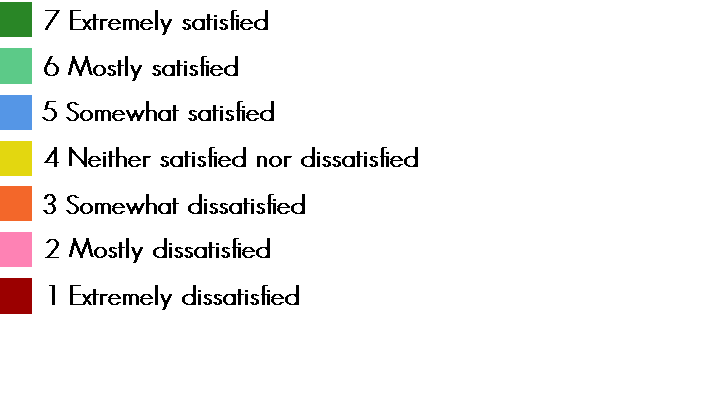 7 Extremely satisfied
6 Mostly satisfied
5 Somewhat satisfied
4 Neither satisfied nor dissatisfied
3 Somewhat dissatisfied
2 Mostly dissatisfied
1 Extremely dissatisfied